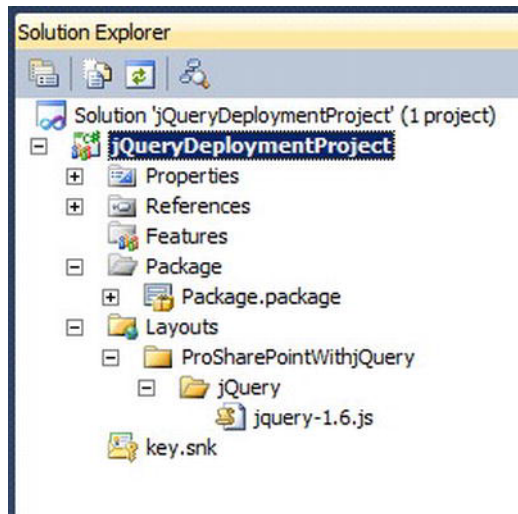 Solution Explorer
Solution 'jQueryDeploymentProject' (1 project)
jQueryDeploymentProject
Properties
References
Features
Package
Package.package
Layouts
ProSharePointWithjQuery
jQuery
jquery-1.6.js
key.snk